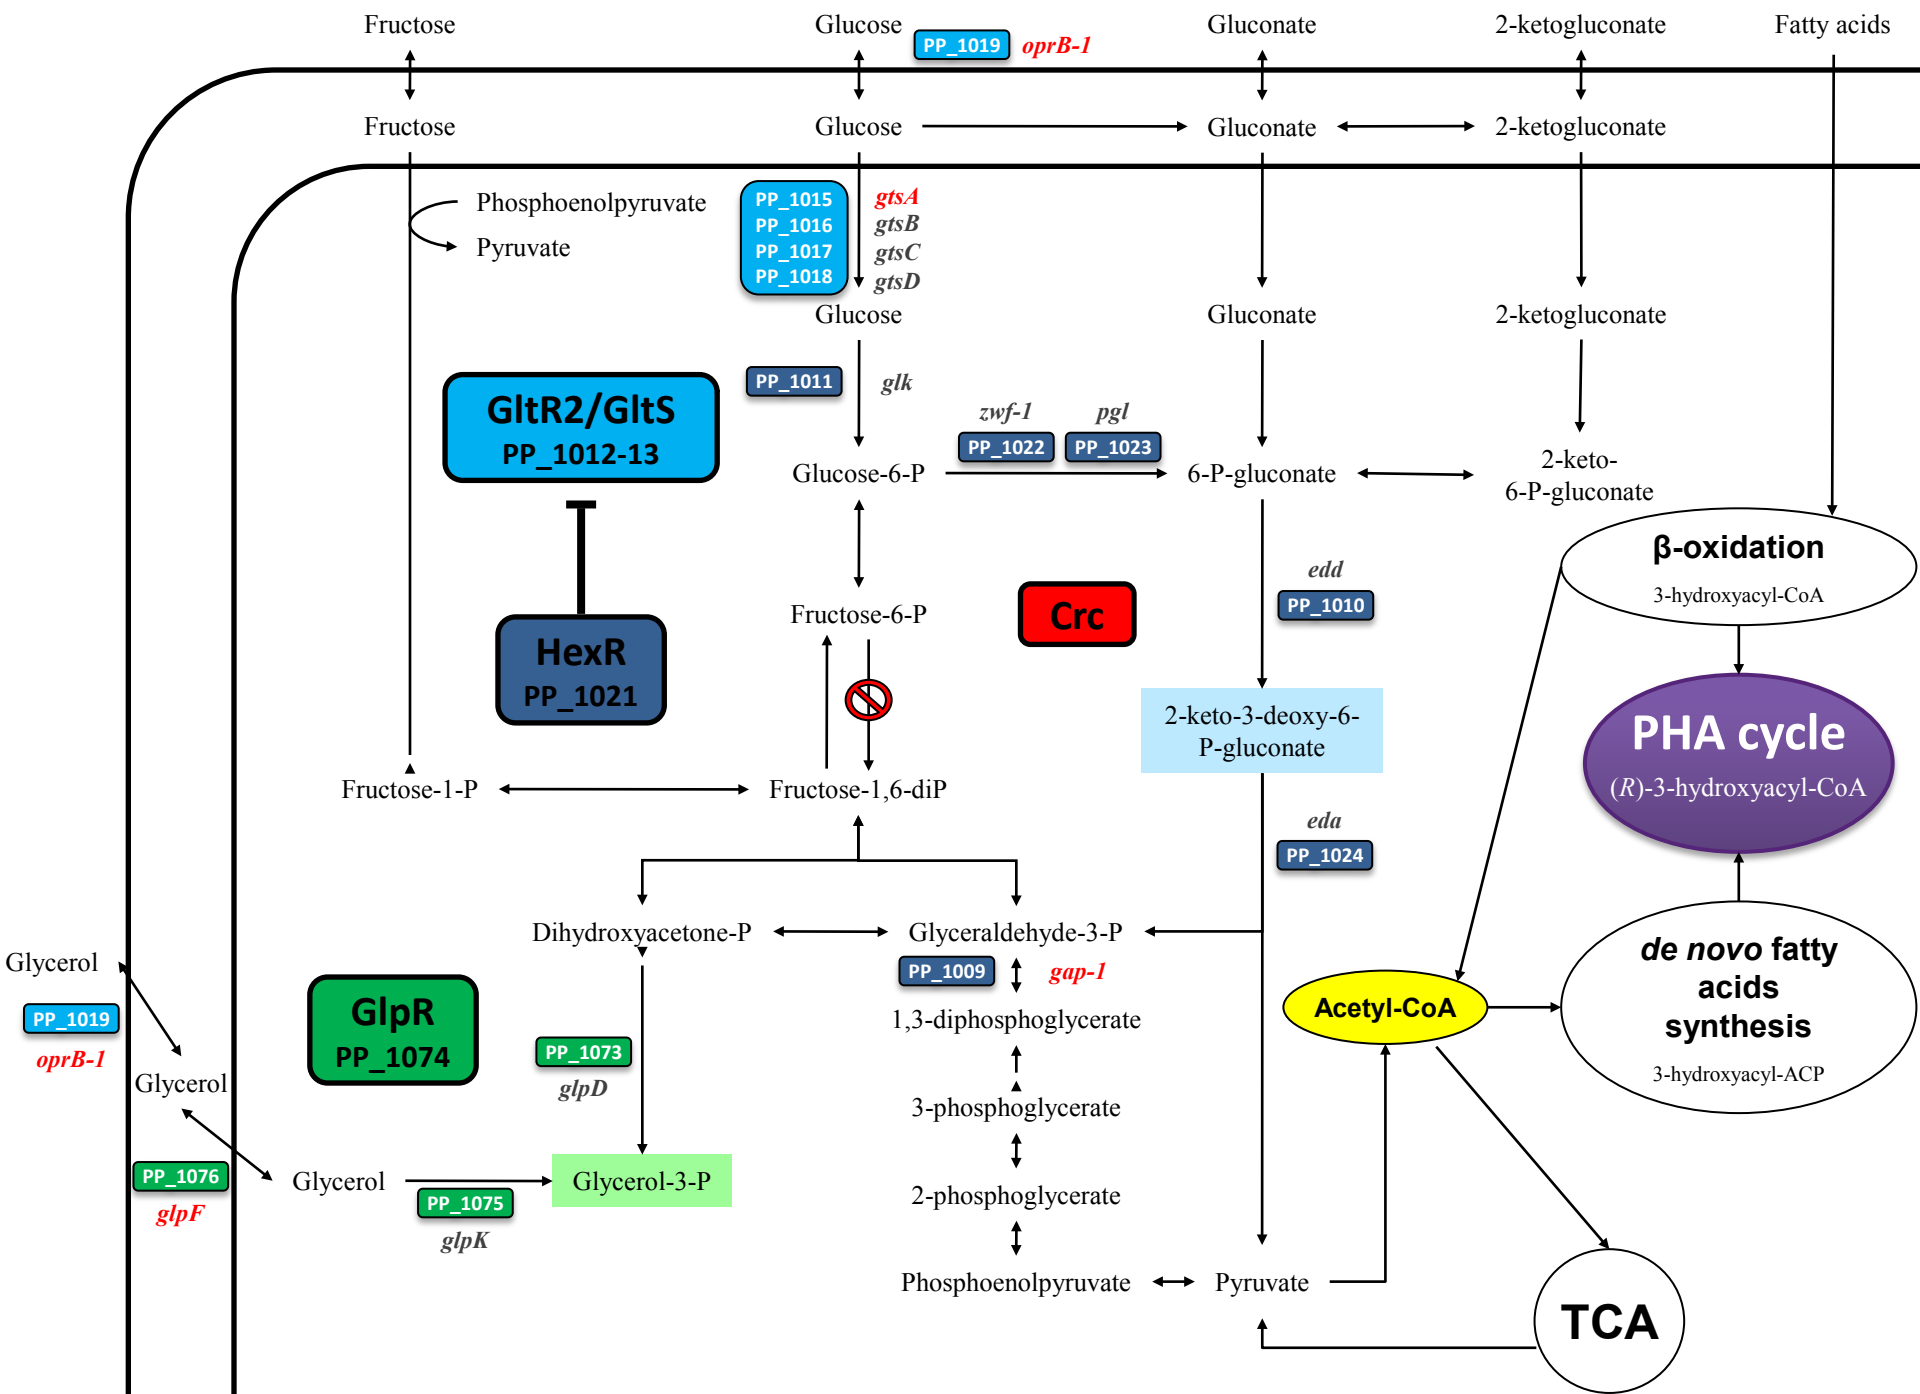 Fructose
Glucose
PP_1019
oprB-1
Gluconate
2-ketogluconate
Fatty acids
Fructose
Glucose
Gluconate
2-ketogluconate
Phosphoenolpyruvate
Pyruvate
PP_1015
PP_1016
PP_1017
PP_1018
gtsA
gtsB
gtsC
gtsD
Glucose
Gluconate
2-ketogluconate
GltR2/GltS
PP_1012-13
PP_1011
glk
zwf-1
pgl
PP_1022
PP_1023
Glucose-6-P
6-P-gluconate
2-keto-
6-P-gluconate
β-oxidation
3-hydroxyacyl-CoA
edd
PP_1010
Crc
Fructose-6-P
HexR
PP_1021
2-keto-3-deoxy-6-
P-gluconate
PHA cycle
(R)-3-hydroxyacyl-CoA
Fructose-1-P
Fructose-1,6-diP
eda
PP_1024
Dihydroxyacetone-P
Glyceraldehyde-3-P
PP_1009
gap-1
de novo fatty
acids
synthesis
3-hydroxyacyl-ACP
Acetyl-CoA
Glycerol
PP_1019
oprB-1
GlpR
PP_1074
PP_1073
glpD
1,3-diphosphoglycerate
Glycerol
3-phosphoglycerate
PP_1076
glpF
Glycerol
PP_1075
glpK
Glycerol-3-P
2-phosphoglycerate
Phosphoenolpyruvate
Pyruvate
TCA